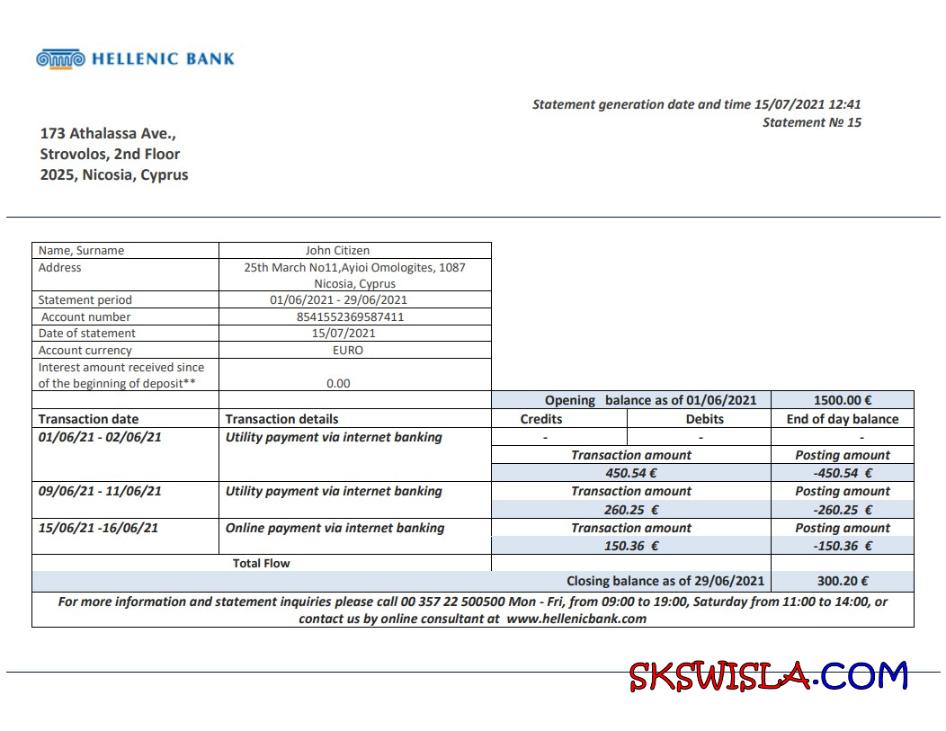 HELLENIC BANK
Statement generation date and time 15/07/2021 12:41
Statement № 15
173 Athalassa Ave.,
Strovolos, 2nd Floor
2025, Nicosia, Cyprus
Name, Surname John Citizen
Address 25th March No11,Ayioi Omologites, 1087
Nicosia, Cyprus
Statement period 01/06/2021 - 29/06/2021
Account number 8541552369587411
Date of statement 15/07/2021
Account currency EURO
Interest amount received since
of the beginning of deposit** 0.00
Opening balance as of 01/06/2021 1500.00 €
Transaction date Transaction details Credits Debits End of day balance
01/06/21 - 02/06/21 Utility payment via internet banking - - -
Transaction amount Posting amount
450.54 € -450.54 €
09/06/21 - 11/06/21 Utility payment via internet banking Transaction amount Posting amount
260.25 € -260.25 €
15/06/21 -16/06/21 Online payment via internet banking Transaction amount Posting amount
150.36 € -150.36 €
Total Flow
Closing balance as of 29/06/2021 300.20 €
For more information and statement inquiries please call 00 357 22 500500 Mon - Fri, from 09:00 to 19:00, Saturday from 11:00 to 14:00, or
contact us by online consultant at www.hellenicbank.com
SKSWISLA.COM